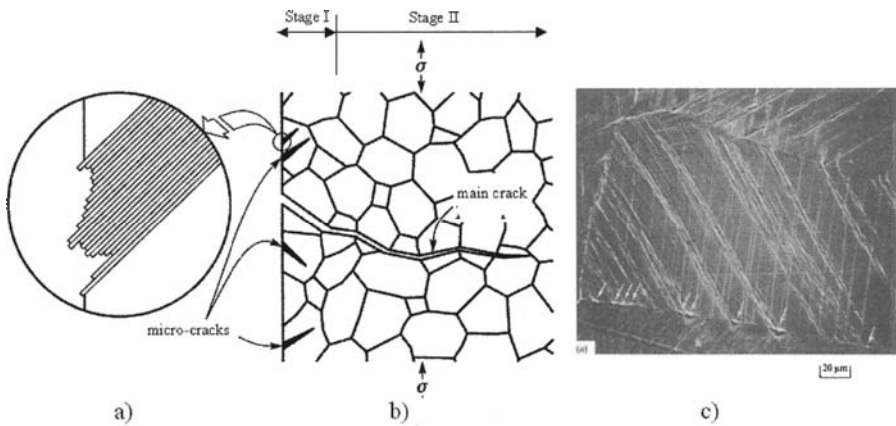 Stage I
Stage II
σ
main crack
micro-cracks
σ
(a)
20 μm
a)
b)
c)